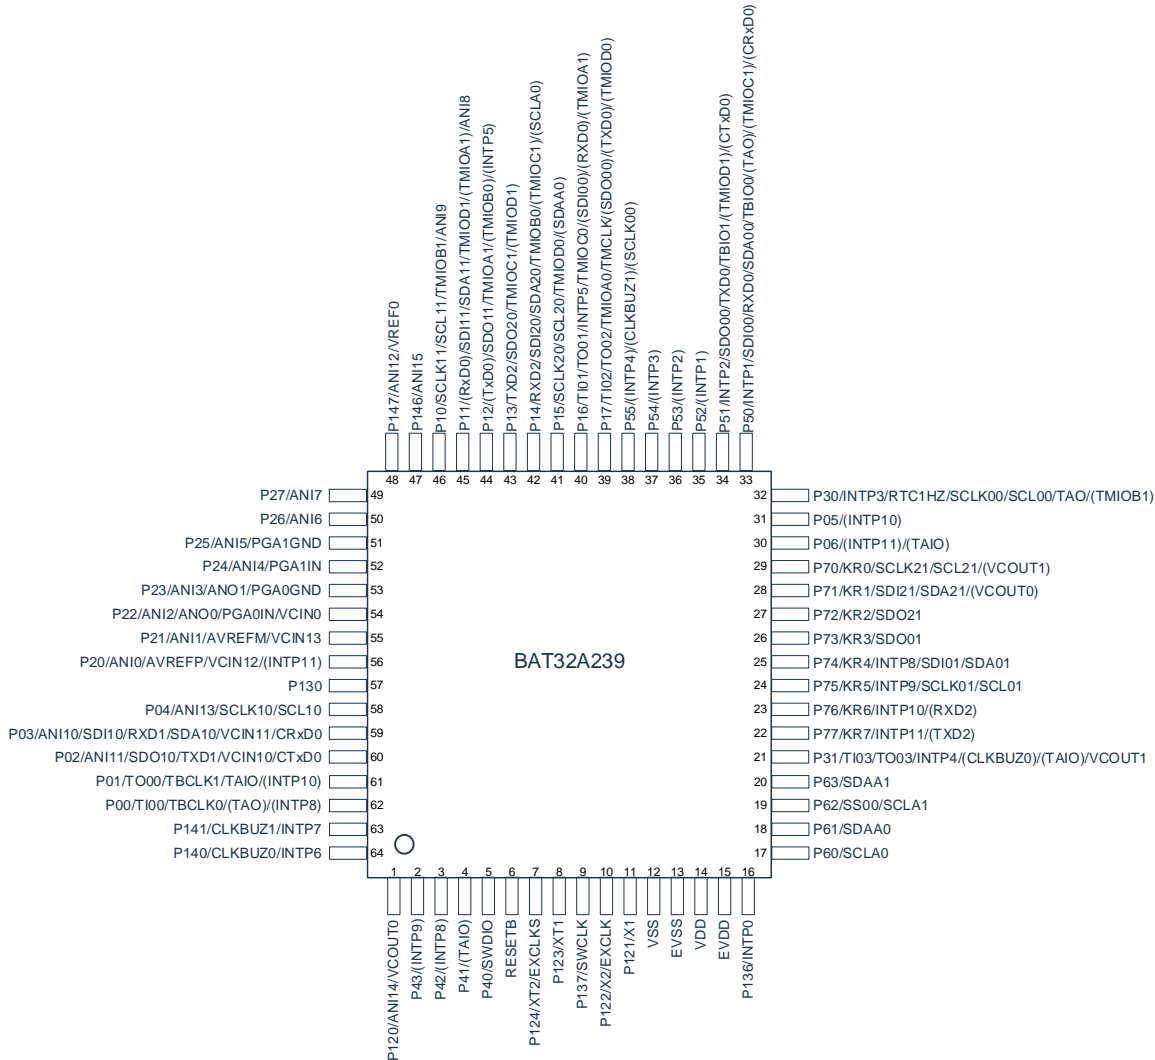 P147/ANI12/VREF0
P146/ANI15
P10/SCLK11/SCL11/TMIOB1/ANI9
P11/(RxD0)/SDI11/SDA11/TMIOD1/(TMIOA1)/ANI8
P12/(TxD0)/SDO11/TMIOA1/(TMIOB0)/(INTP5)
P13/TXD2/SDO20/TMIOC1/(TMIOD1)
P14/RXD2/SDI20/SDA20/TMIOB0/(TMIOC1)/(SCLA0)
P15/SCLK20/SCL20/TMIOD0/(SDAA0)
P16/TI01/TO01/INTP5/TMIOC0/(SDI00)/(RXD0)/(TMIOA1)
P17/TI02/TO02/TMIOA0/TMCLK/(SDO00)/(TXD0)/(TMIOD0)
P55/(INTP4)/(CLKBUZ1)/(SCLK00)
P54/(INTP3)
P53/(INTP2)
P52/(INTP1)
P51/INTP2/SDO00/TXD0/TBIO1/(TMIOD1)/(CTxD0)
P50/INTP1/SDI00/RXD0/SDA00/TBIO0/(TAO)/(TMIOC1)/(CRxD0)
48 47 46 45 44 43 42 41 40 39 38 37 36 35 34 33
P27/ANI7 49
P26/ANI6 50
P25/ANI5/PGA1GND 51
P24/ANI4/PGA1IN 52
P23/ANI3/ANO1/PGA0GND 53
P22/ANI2/ANO0/PGA0IN/VCIN0 54
P21/ANI1/AVREFM/VCIN13 55
P20/ANI0/AVREFP/VCIN12/(INTP11) 56
P130 57
P04/ANI13/SCLK10/SCL10 58
P03/ANI10/SDI10/RXD1/SDA10/VCIN11/CRxD0 59
P02/ANI11/SDO10/TXD1/VCIN10/CTxD0 60
P01/TO00/TBCLK1/TAIO/(INTP10) 61
P00/TI00/TBCLK0/(TAO)/(INTP8) 62
P141/CLKBUZ1/INTP7 63
P140/CLKBUZ0/INTP6 64
BAT32A239
32 P30/INTP3/RTC1HZ/SCLK00/SCL00/TAO/(TMIOB1)
31 P05/(INTP10)
30 P06/(INTP11)/(TAIO)
29 P70/KR0/SCLK21/SCL21/(VCOUT1)
28 P71/KR1/SDI21/SDA21/(VCOUT0)
27 P72/KR2/SDO21
26 P73/KR3/SDO01
25 P74/KR4/INTP8/SDI01/SDA01
24 P75/KR5/INTP9/SCLK01/SCL01
23 P76/KR6/INTP10/(RXD2)
22 P77/KR7/INTP11/(TXD2)
21 P31/TI03/TO03/INTP4/(CLKBUZ0)/(TAIO)/VCOUT1
20 P63/SDAA1
19 P62/SS00/SCLA1
18 P61/SDAA0
17 P60/SCLA0
1 2 3 4 5 6 7 8 9 10 11 12 13 14 15 16
P120/ANI14/VCOUT0
P43/(INTP9)
P42/(INTP8)
P41/(TAIO)
P40/SWDIO
RESETB
P124/XT2/EXCLKS
P123/XT1
P137/SWCLK
P122/X2/EXCLK
P121/X1
VSS
EVSS
VDD
EVDD
P136/INTP0